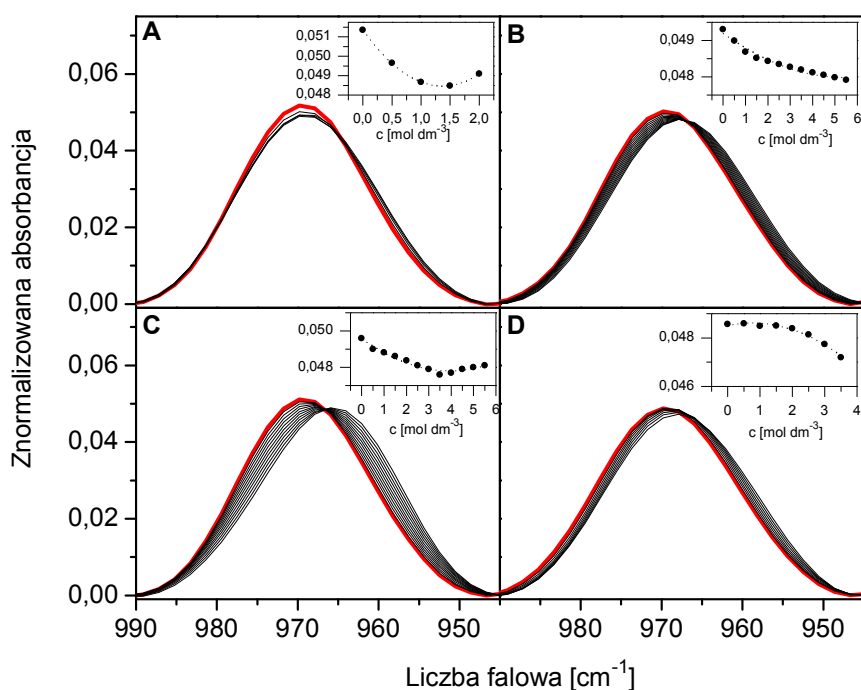 A
0,051
0,050
0,049
0,048
0,0 0,5 1,0 1,5 2,0
c [mol dm-3]
B
0,049
0,048
0 1 2 3 4 5 6
c [mol dm-3]
0,06
0,04
0,02
0,00
C
0,050
0,048
0 1 2 3 4 5 6
c [mol dm-3]
D
0,048
0,046
0 1 2 3 4
c [mol dm-3]
0,06
0,04
0,02
0,00
990 980 970 960 950
980 970 960 950
Znormalizowana absorbancja
Liczba falowa [cm-1]